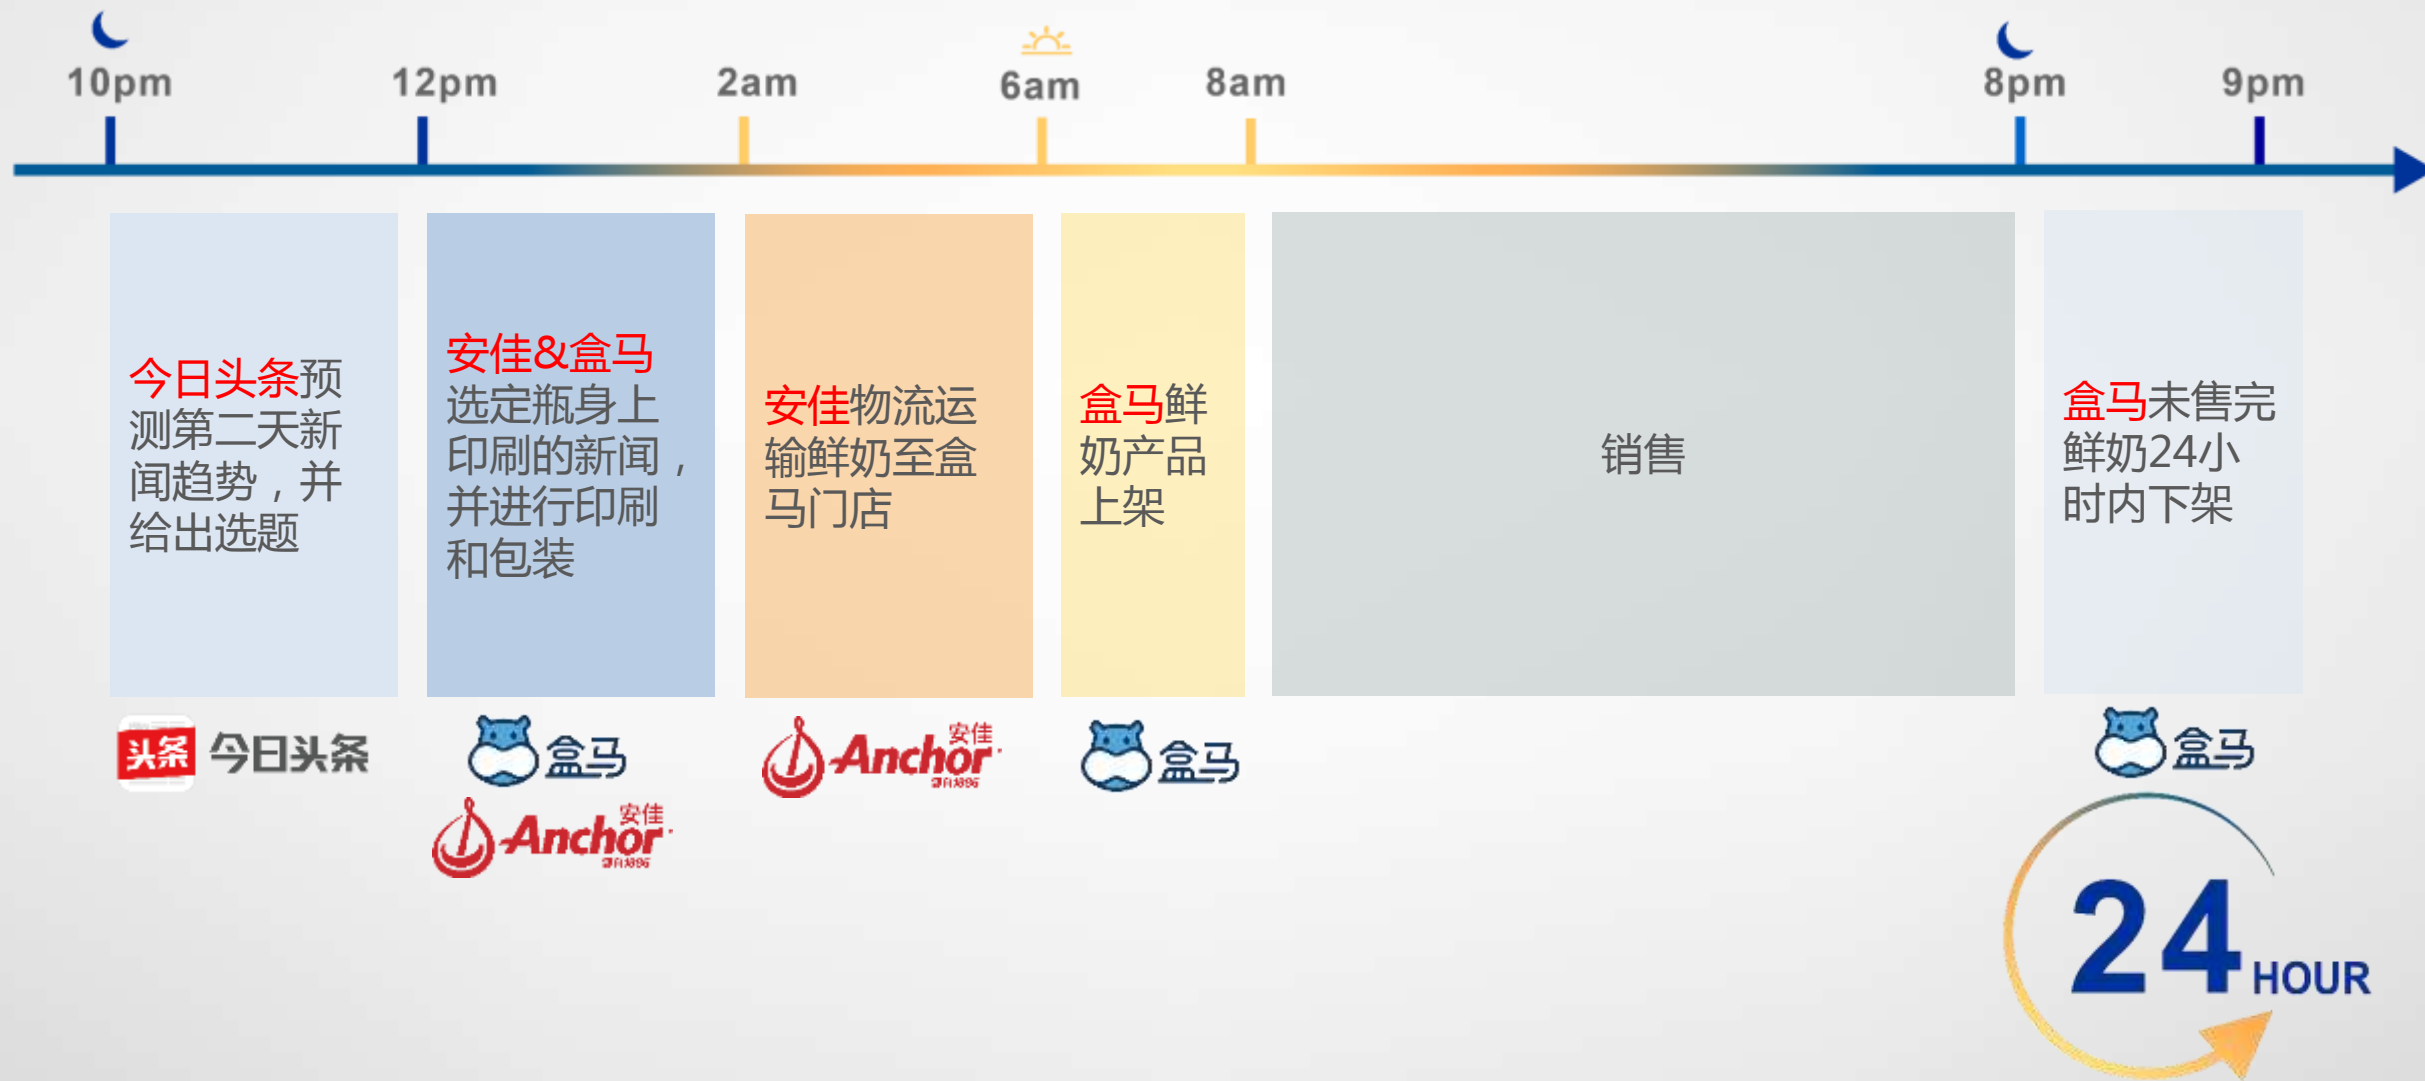 10pm
12pm
2am
6am
8am
8pm
9pm
今日头条预
测第二天新
闻趋势，并
给出选题
安佳&盒马
选定瓶身上
印刷的新闻，
并进行印刷
和包装
安佳物流运
输鲜奶至盒
马门店
盒马鲜
奶产品
上架
销售
盒马未售完
鲜奶24小
时内下架
头条 今日头条
盒马
安佳
Anchor
安佳
Anchor
盒马
盒马
24 HOUR